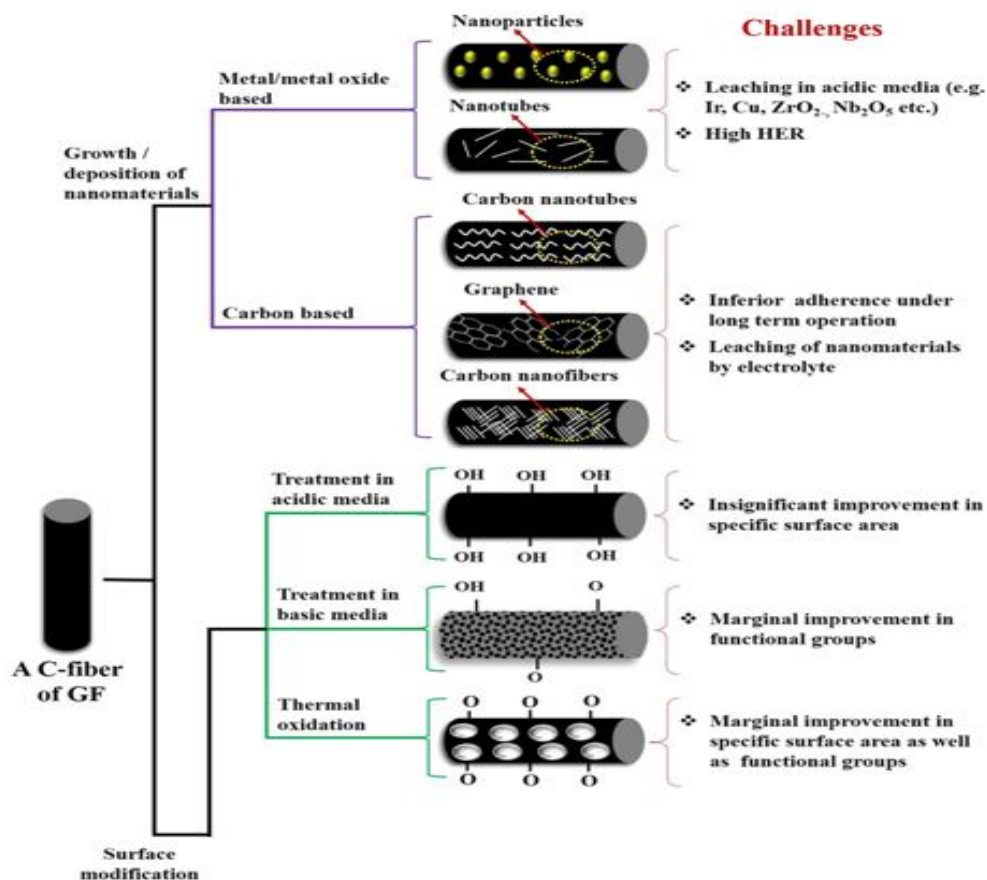 Challenges
Nanoparticles
Metal/metal oxide
based
Nanotubes
❖ Leaching in acidic media (e.g.
Ir, Cu, ZrO₂-, Nb₂O₅ etc.)
❖ High HER
Growth /
deposition of
nanomaterials
Carbon nanotubes
Graphene
Carbon based
Carbon nanofibers
❖ Inferior adherence under
long term operation
❖ Leaching of nanomaterials
by electrolyte
Treatment in
acidic media
OH OH OH
OH OH OH
❖ Insignificant improvement in
specific surface area
Treatment in
basic media
OH O
O
❖ Marginal improvement in
functional groups
A C-fiber
of GF
Thermal
oxidation
O O O
O O O
❖ Marginal improvement in
specific surface area as well
as functional groups
Surface
modification